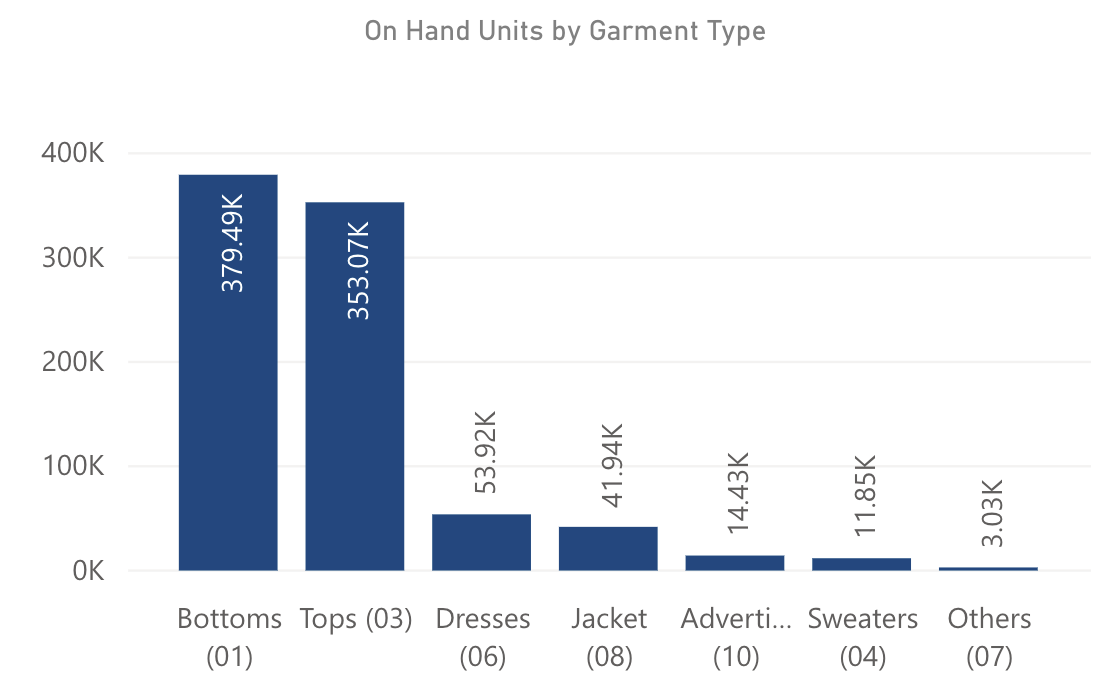 On Hand Units by Garment Type
400K
300K
200K
100K
0K
379.49K
353.07K
53.92K
41.94K
14.43K
11.85K
3.03K
Bottoms
(01)
Tops (03)
Dresses
(06)
Jacket
(08)
Adverti...
(10)
Sweaters
(04)
Others
(07)